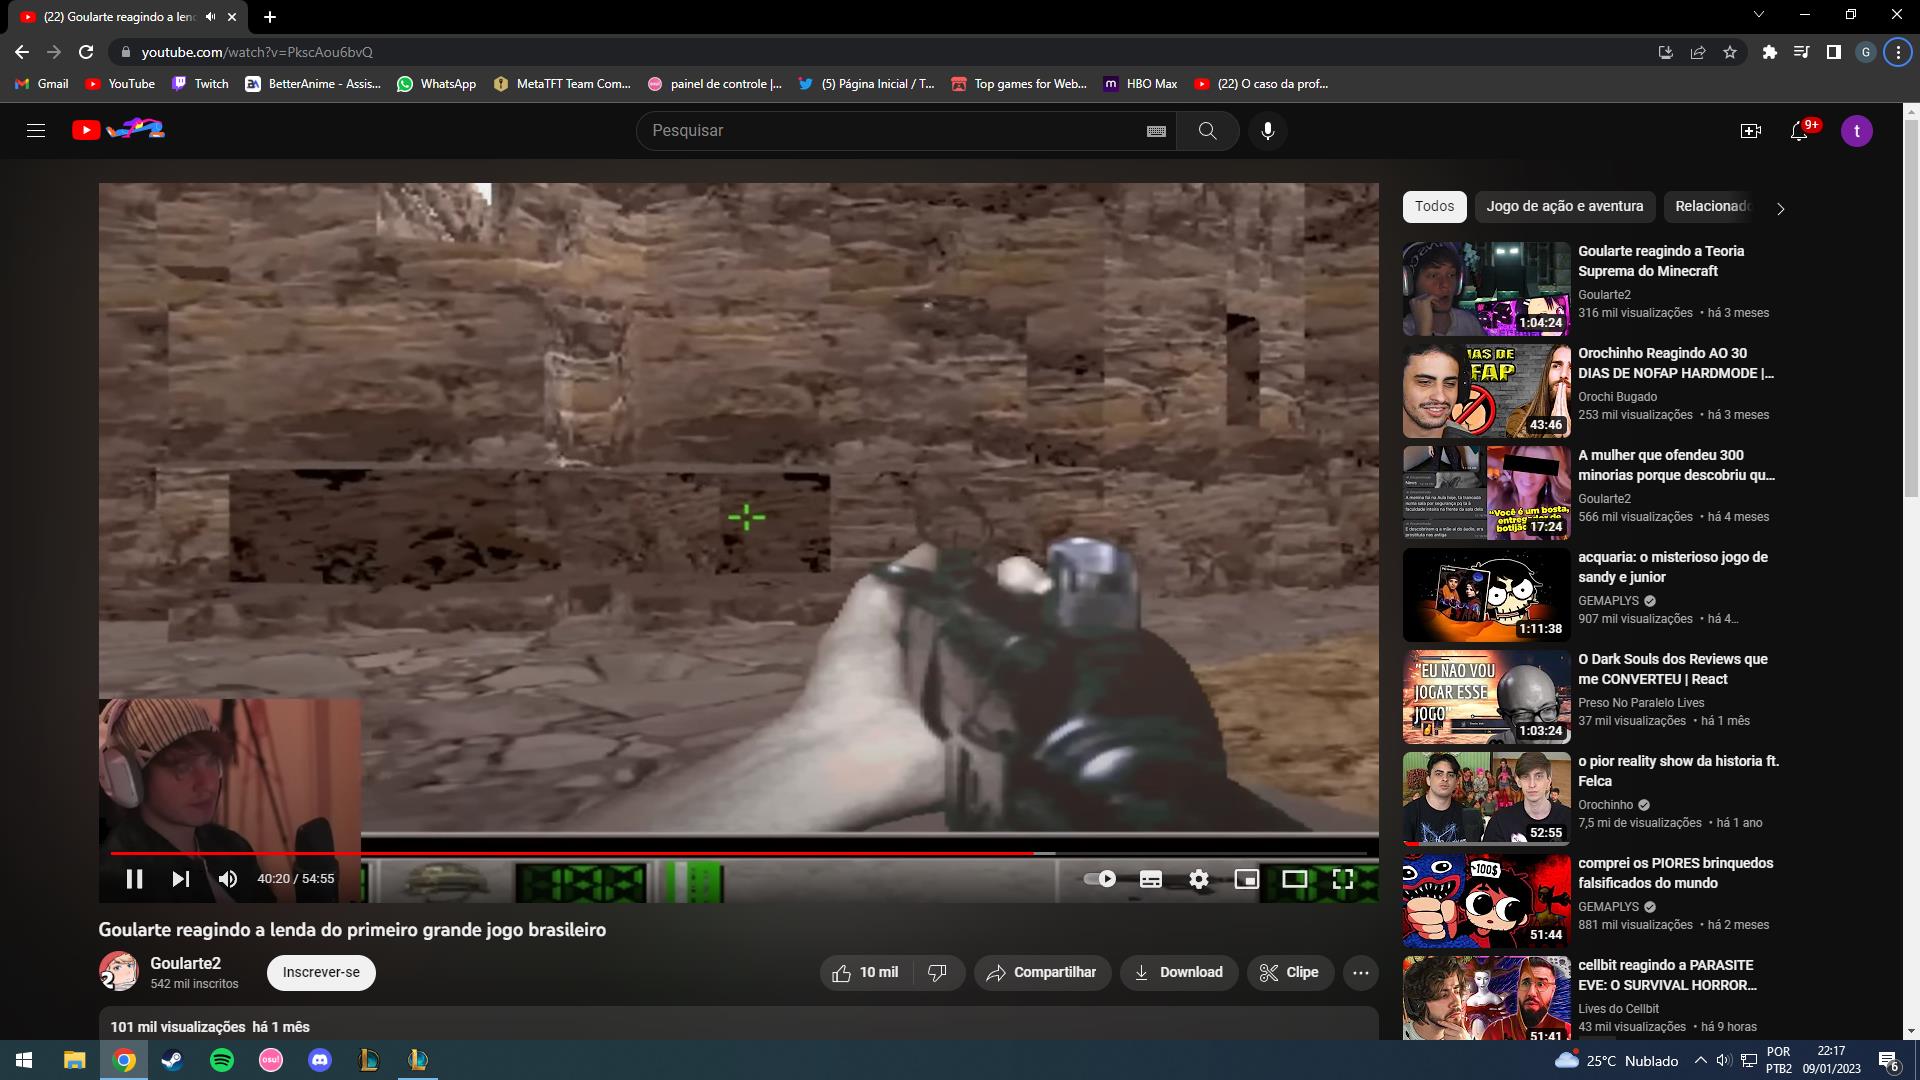 (22) Goularte reagindo a len
youtube.com/watch?v=PkscAou6bvQ
G
Gmail
YouTube
Twitch
BetterAnime - Assis...
WhatsApp
MetaTFT Team Com...
painel de controle |...
(5) Página Inicial / T...
Top games for Web...
HBO Max
(22) O caso da prof...
Pesquisar
9+
t
Todos
Jogo de ação e aventura
Relacionado
Goularte reagindo a Teoria
Suprema do Minecraft
Goularte2
316 mil visualizações • há 3 meses
1:04:24
Orochinho Reagindo AO 30
DIAS DE NOFAP HARDMODE |...
Orochi Bugado
253 mil visualizações • há 3 meses
43:46
A mulher que ofendeu 300
minorias porque descobriu qu...
Goularte2
566 mil visualizações • há 4 meses
"Você é um bosta,
entregador de
botijão
17:24
acquaria: o misterioso jogo de
sandy e junior
GEMAPLYS
907 mil visualizações • há 4...
1:11:38
O Dark Souls dos Reviews que
me CONVERTEU | React
Preso No Paralelo Lives
37 mil visualizações • há 1 mês
"EU NÃO VOU
JOGAR ESSE
JOGO"
1:03:24
o pior reality show da historia ft.
Felca
Orochinho
7,5 mi de visualizações • há 1 ano
52:55
comprei os PIORES brinquedos
falsificados do mundo
GEMAPLYS
881 mil visualizações • há 2 meses
-100$
51:44
cellbit reagindo a PARASITE
EVE: O SURVIVAL HORROR...
Lives do Cellbit
43 mil visualizações • há 9 horas
51:41
40:20 / 54:55
Goularte reagindo a lenda do primeiro grande jogo brasileiro
Goularte2
542 mil inscritos
Inscrever-se
10 mil
Compartilhar
Download
Clipe
101 mil visualizações há 1 mês
osu!
25°C Nublado
POR
PTB2
22:17
09/01/2023
6